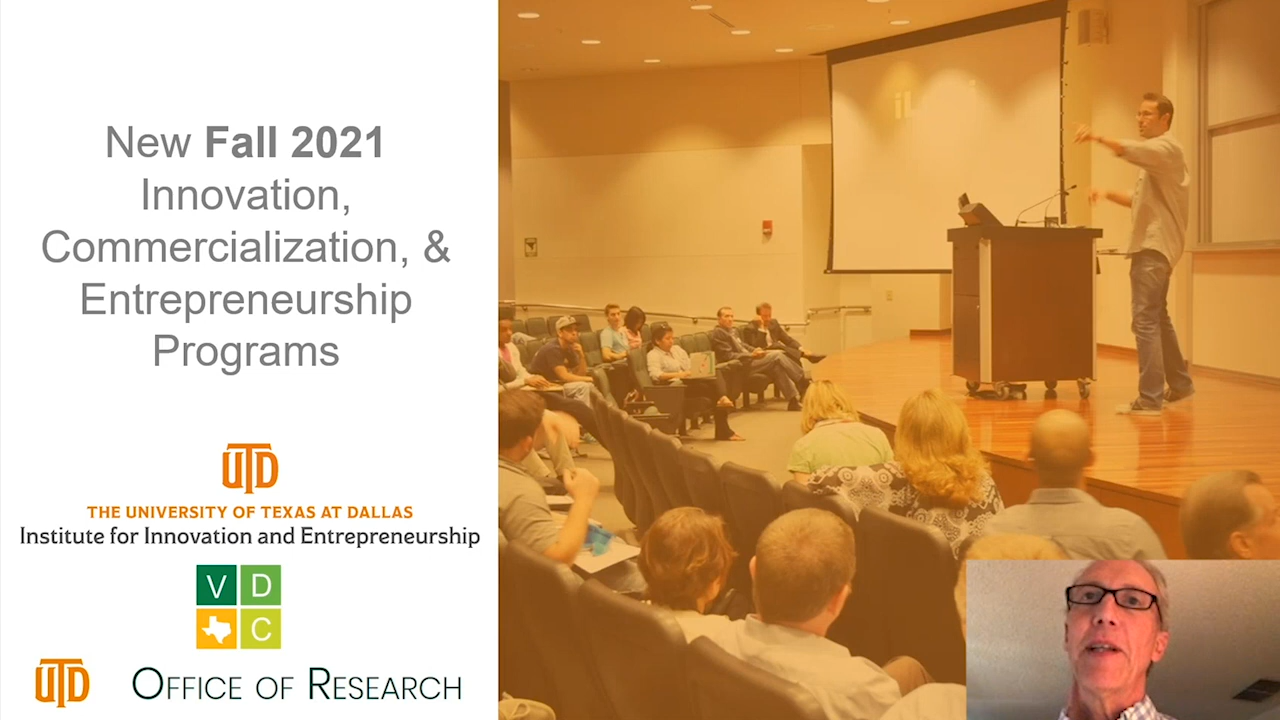 New Fall 2021
Innovation,
Commercialization, &
Entrepreneurship
Programs
UTD
THE UNIVERSITY OF TEXAS AT DALLAS
Institute for Innovation and Entrepreneurship
V D
C
UTD OFFICE OF RESEARCH